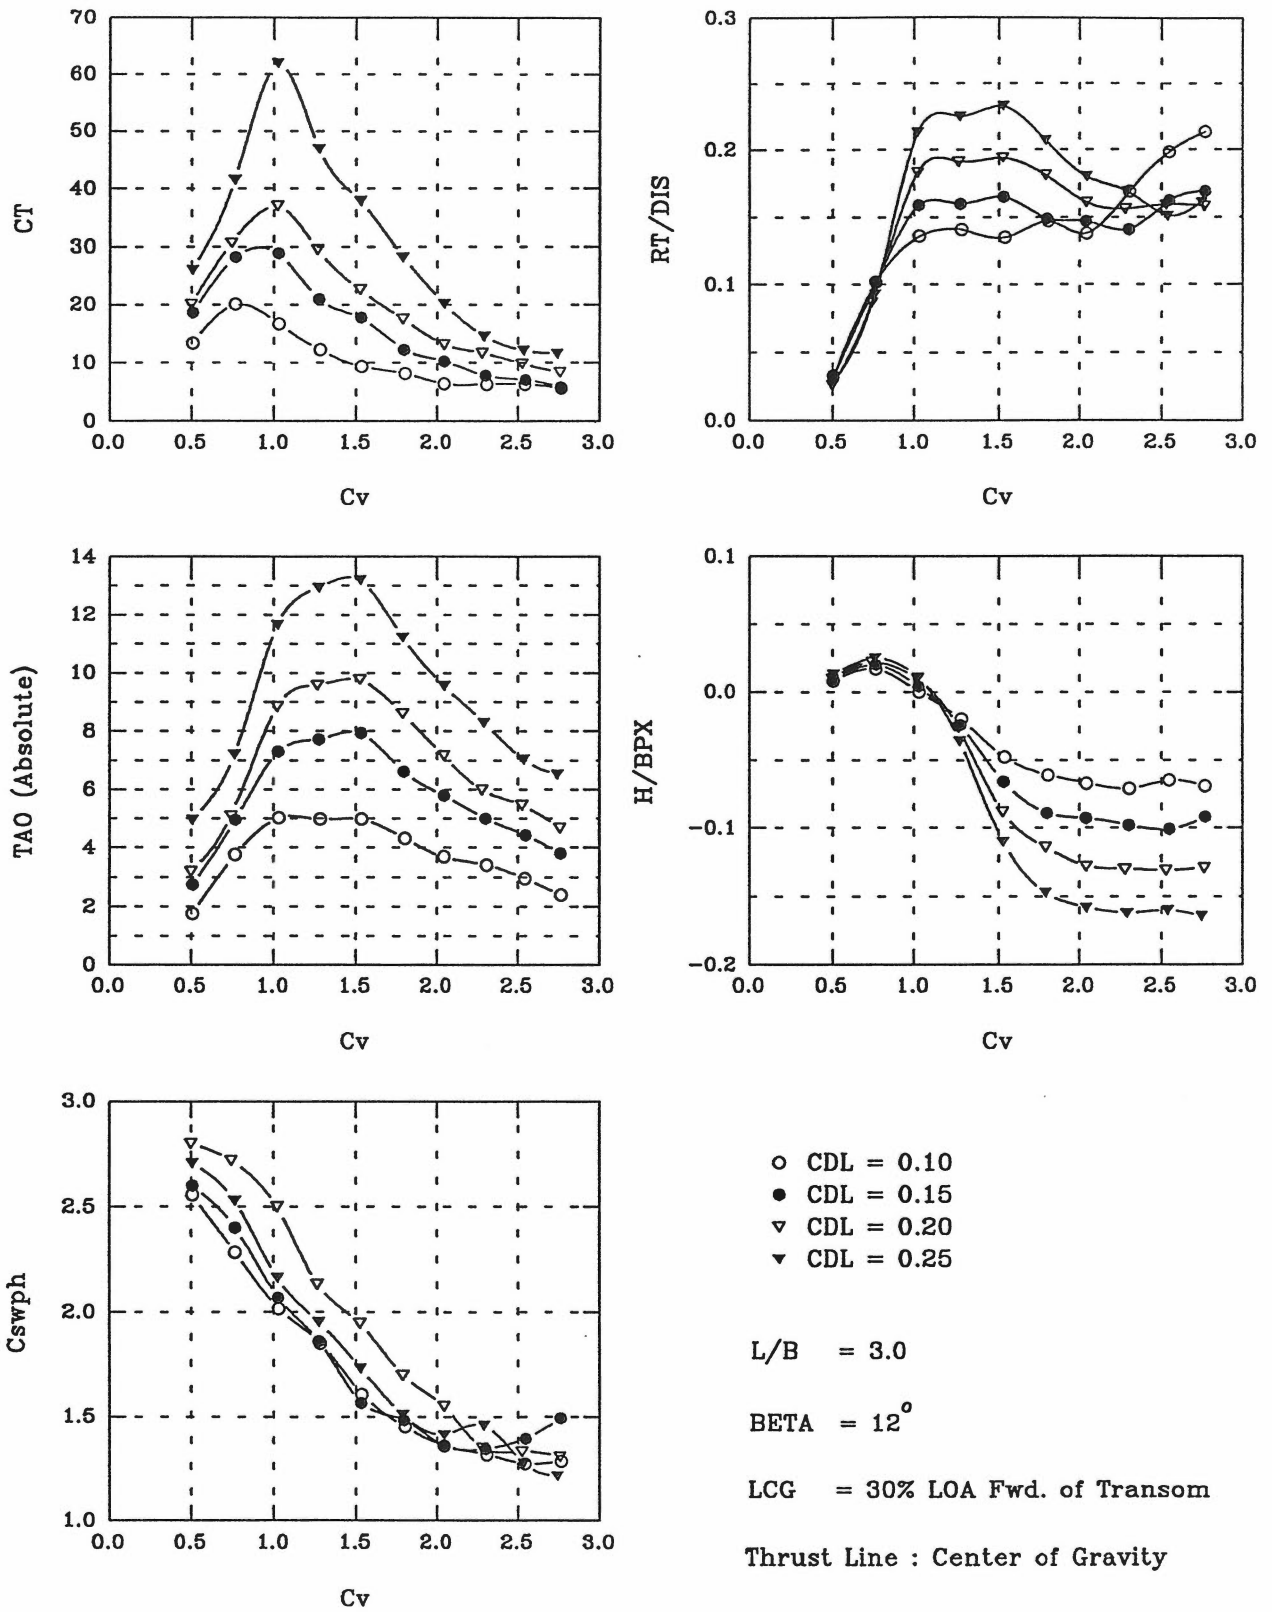 70
60
50
40
30
20
10
0
CT
0.0 0.5 1.0 1.5 2.0 2.5 3.0
Cv
0.3
0.2
0.1
0.0
RT/DIS
0.0 0.5 1.0 1.5 2.0 2.5 3.0
Cv
14
12
10
8
6
4
2
0
TAO (Absolute)
0.0 0.5 1.0 1.5 2.0 2.5 3.0
Cv
0.1
0.0
-0.1
-0.2
H/BPX
0.0 0.5 1.0 1.5 2.0 2.5 3.0
Cv
3.0
2.5
2.0
1.5
1.0
Cswph
0.0 0.5 1.0 1.5 2.0 2.5 3.0
Cv
CDL = 0.10
CDL = 0.15
CDL = 0.20
CDL = 0.25
L/B = 3.0
BETA = 12°
LCG = 30% LOA Fwd. of Transom
Thrust Line : Center of Gravity